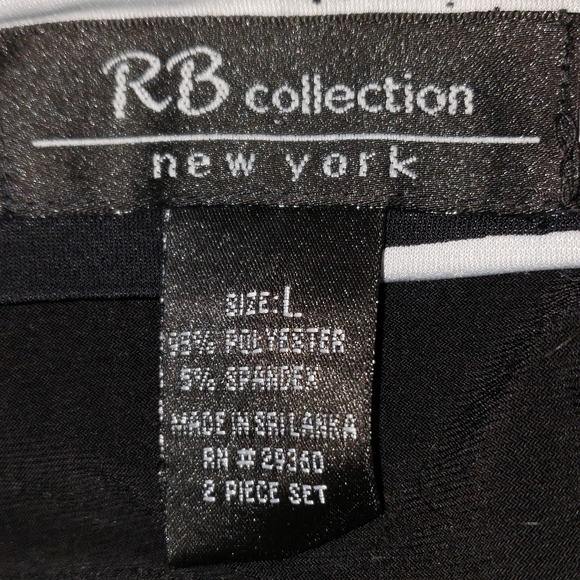 RB collection
new york
SIZE: L
95% POLYESTER
5% SPANDEX
MADE IN SRI LANKA
RN # 29360
2 PIECE SET